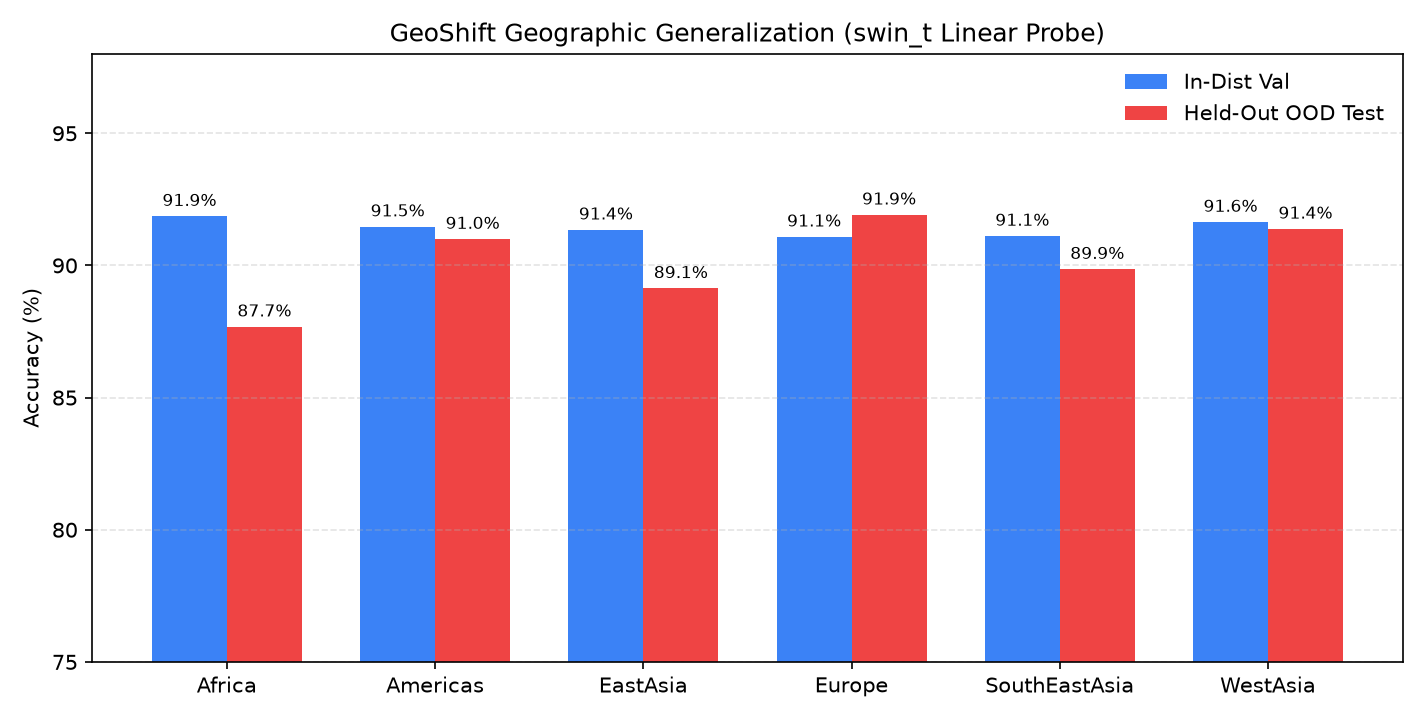 GeoShift Geographic Generalization (swin_t Linear Probe)
In-Dist Val
Held-Out OOD Test
Accuracy (%)
95
90
85
80
75
91.9%
87.7%
91.5%
91.0%
91.4%
89.1%
91.1%
91.9%
91.1%
89.9%
91.6%
91.4%
Africa
Americas
EastAsia
Europe
SouthEastAsia
WestAsia